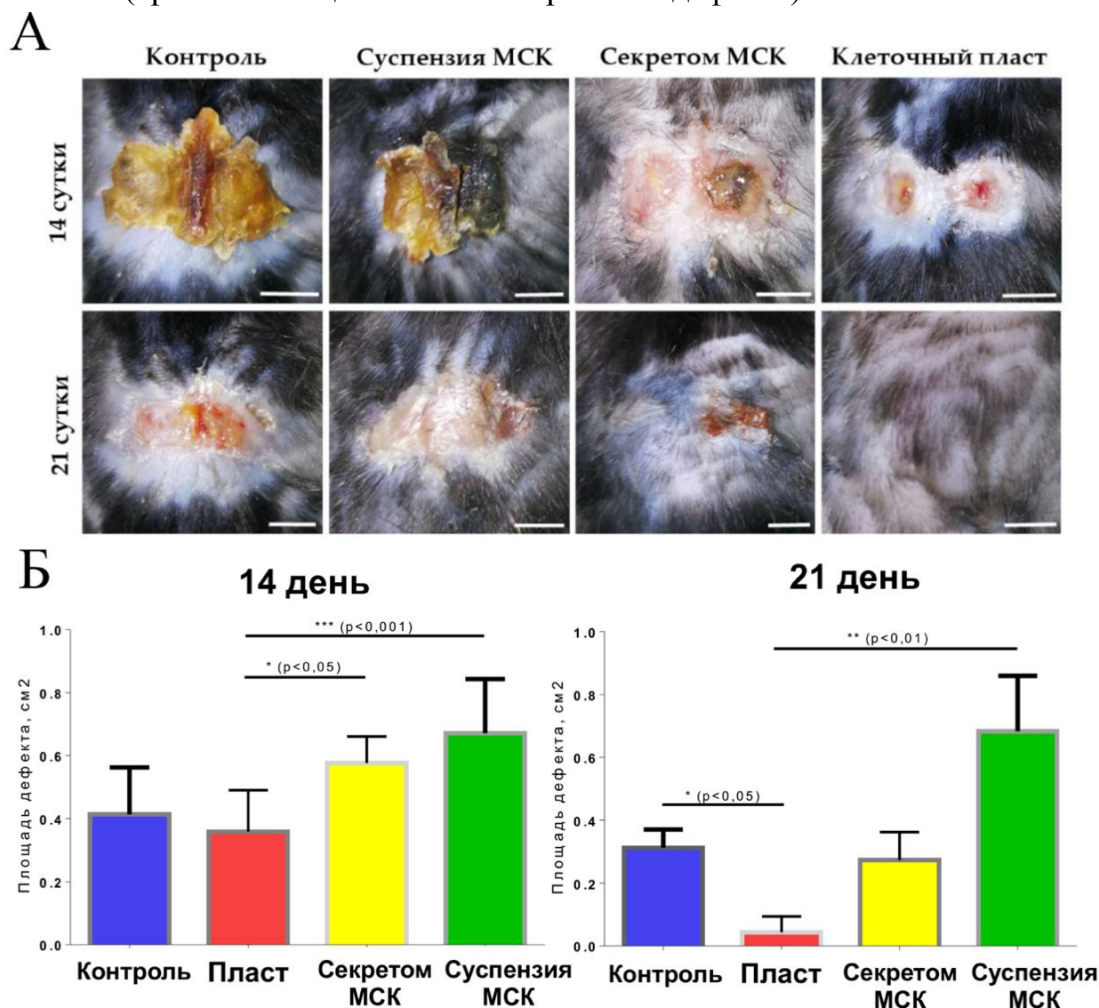 А
Контроль Суспензия МСК Секретом МСК Клеточный пласт
14 сутки
21 сутки
Б
14 день
Площадь дефекта, см2
1.0
0.8
0.6
0.4
0.2
0.0
*** (p<0,001)
* (p<0,05)
Контроль Пласт Секретом МСК Суспензия МСК
21 день
Площадь дефекта, см2
1.0
0.8
0.6
0.4
0.2
0.0
** (p<0,01)
* (p<0,05)
Контроль Пласт Секретом МСК Суспензия МСК